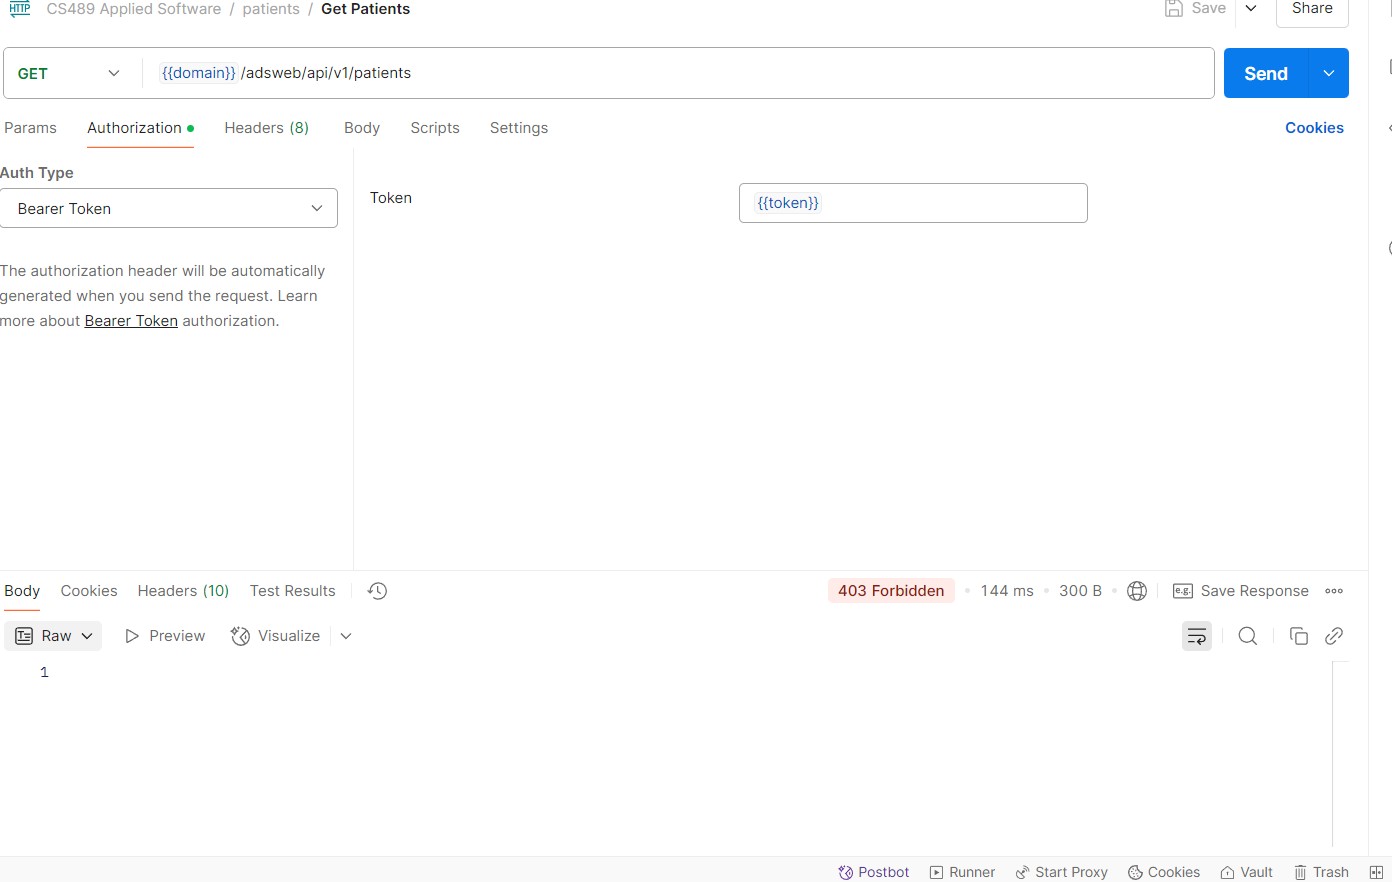 HTTP CS489 Applied Software / patients / Get Patients Save Share
GET {{domain}} /adsweb/api/v1/patients Send
Params Authorization Headers (8) Body Scripts Settings Cookies
Auth Type
Bearer Token
Token {{token}}
The authorization header will be automatically
generated when you send the request. Learn
more about Bearer Token authorization.
Body Cookies Headers (10) Test Results 403 Forbidden 144 ms 300 B e.g. Save Response
Raw Preview Visualize
1
Postbot Runner Start Proxy Cookies Vault Trash